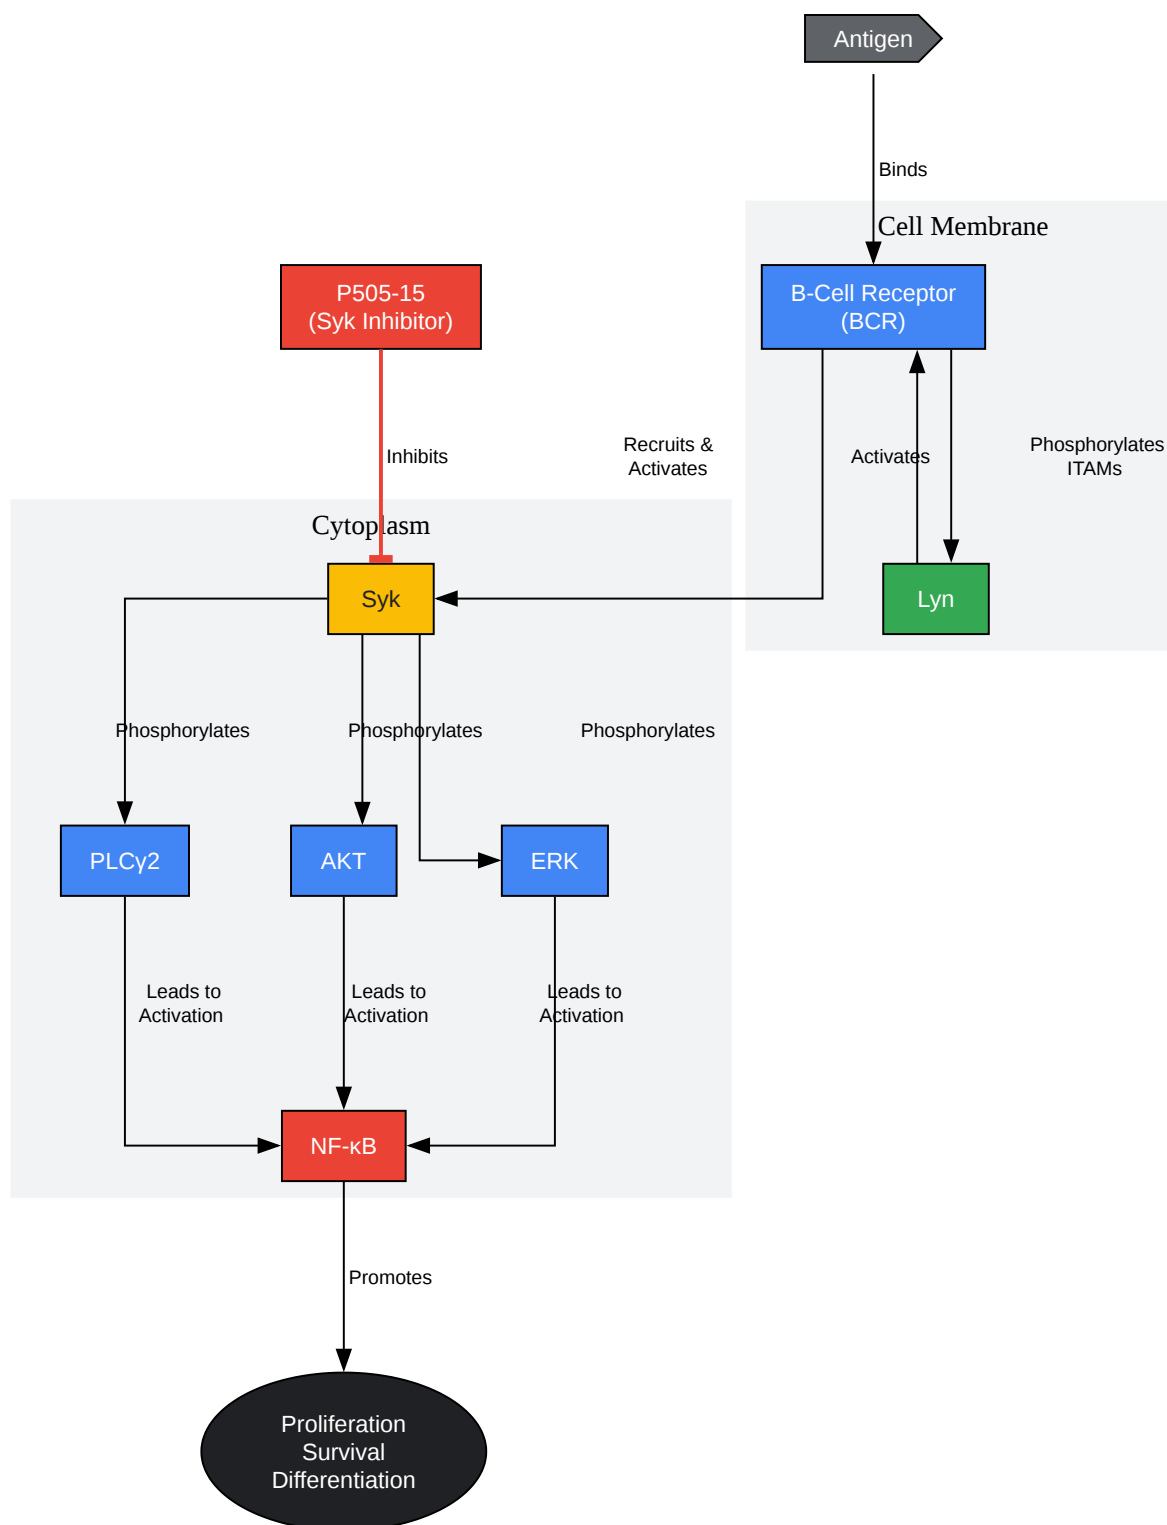 Antigen
Binds
Cell Membrane
P505-15
(Syk Inhibitor)
B-Cell Receptor
(BCR)
Inhibits
Recruits &
Activates
Activates
Phosphorylates
ITAMs
Cytoplasm
Syk
Lyn
Phosphorylates
Phosphorylates
Phosphorylates
PLCγ2
AKT
ERK
Leads to
Activation
Leads to
Activation
Leads to
Activation
NF-κB
Promotes
Proliferation
Survival
Differentiation